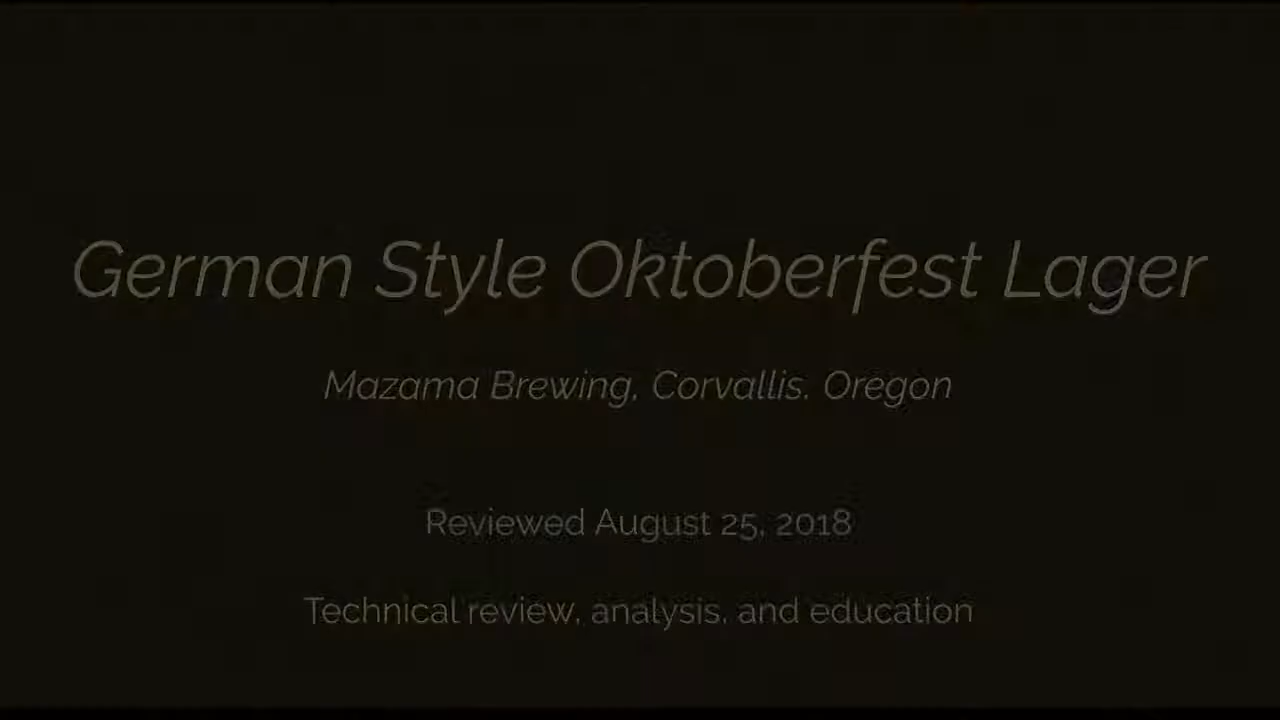 German Style Oktoberfest Lager
Mazama Brewing, Corvallis, Oregon
Reviewed August 25, 2018
Technical review, analysis, and education